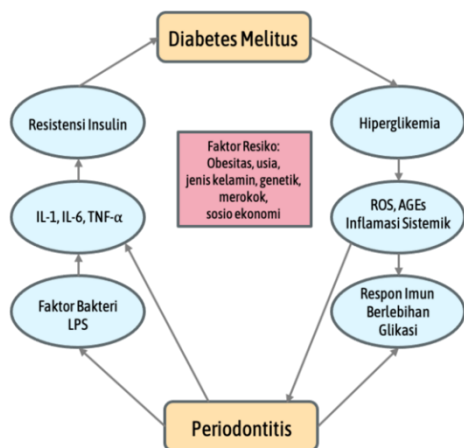 Diabetes Melitus
Resistensi Insulin
Hiperglikemia
Faktor Resiko:
Obesitas, usia,
jenis kelamin, genetik,
merokok,
sosio ekonomi
IL-1, IL-6, TNF-α
ROS, AGEs
Inflamasi Sistemik
Faktor Bakteri
LPS
Respon Imun
Berlebihan
Glikasi
Periodontitis